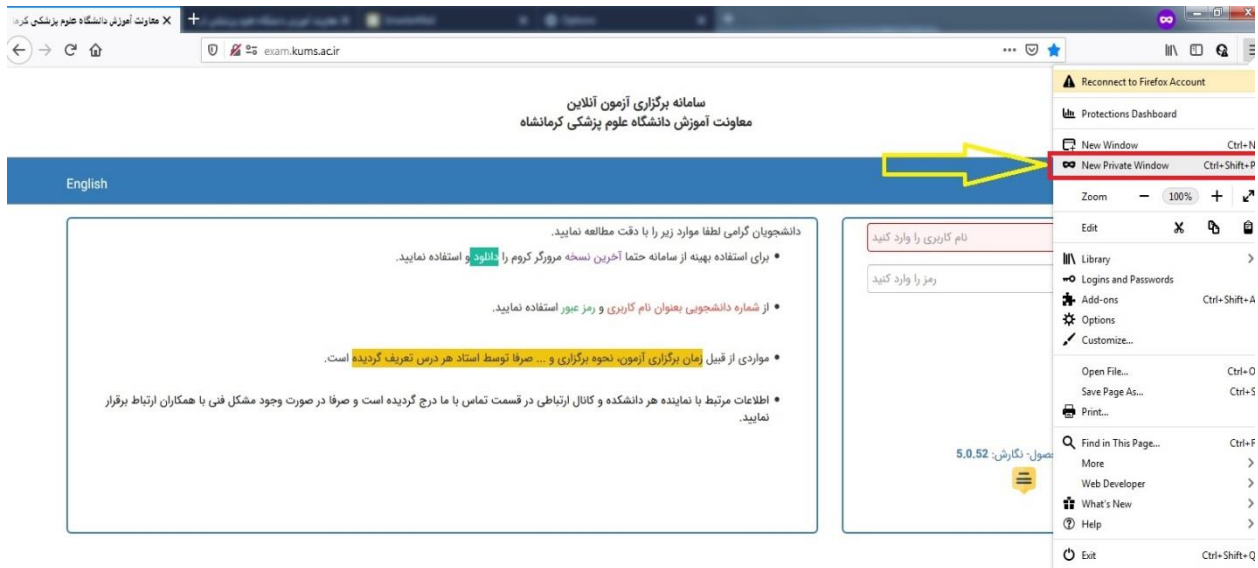 معاونت آموزش دانشگاه علوم پزشکی کرد
exam.kums.ac.ir
سامانه برگزاری آزمون آنلاین
معاونت آموزش دانشگاه علوم پزشکی کرمانشاه
English
دانشجویان گرامی لطفا موارد زیر را با دقت مطالعه نمایید.
• برای استفاده بهینه از سامانه حتما آخرین نسخه مرورگر کروم را دانلود و استفاده نمایید.
• از شماره دانشجویی بعنوان نام کاربری و رمز عبور استفاده نمایید.
• مواردی از قبیل زمان برگزاری آزمون، نحوه برگزاری و ... صرفا توسط استاد هر درس تعریف گردیده است.
• اطلاعات مرتبط با نماینده هر دانشکده و کانال ارتباطی در قسمت تماس با ما درج گردیده است و صرفا در صورت وجود مشکل فنی با همکاران ارتباط برقرار
نمایید.
نام کاربری را وارد کنید
رمز را وارد کنید
صول- نگارش: 5.0.52
Reconnect to Firefox Account
Protections Dashboard
New Window Ctrl+N
New Private Window Ctrl+Shift+P
Zoom 100%
Edit
Library
Logins and Passwords
Add-ons Ctrl+Shift+A
Options
Customize...
Open File... Ctrl+O
Save Page As... Ctrl+S
Print...
Find in This Page... Ctrl+F
More
Web Developer
What's New
Help
Exit Ctrl+Shift+Q